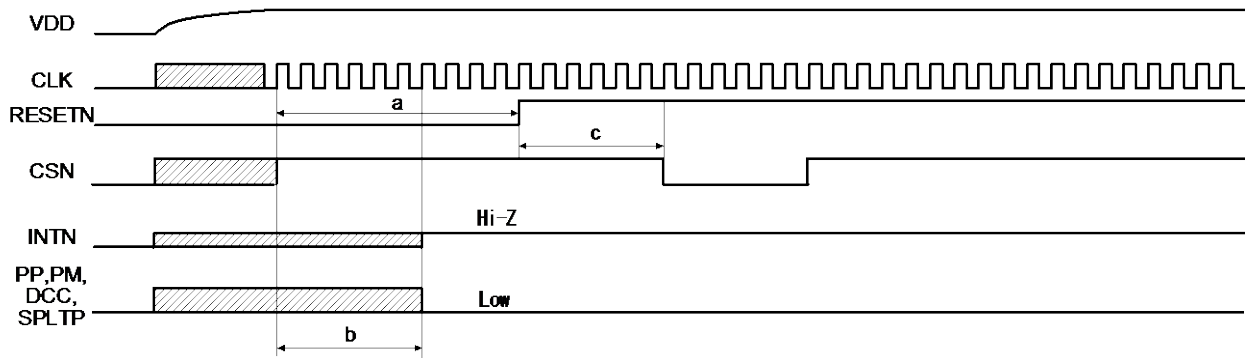 VDD
CLK
a
RESETN
c
CSN
Hi-Z
INTN
PP,PM,
DCC,
SPLTP
Low
b